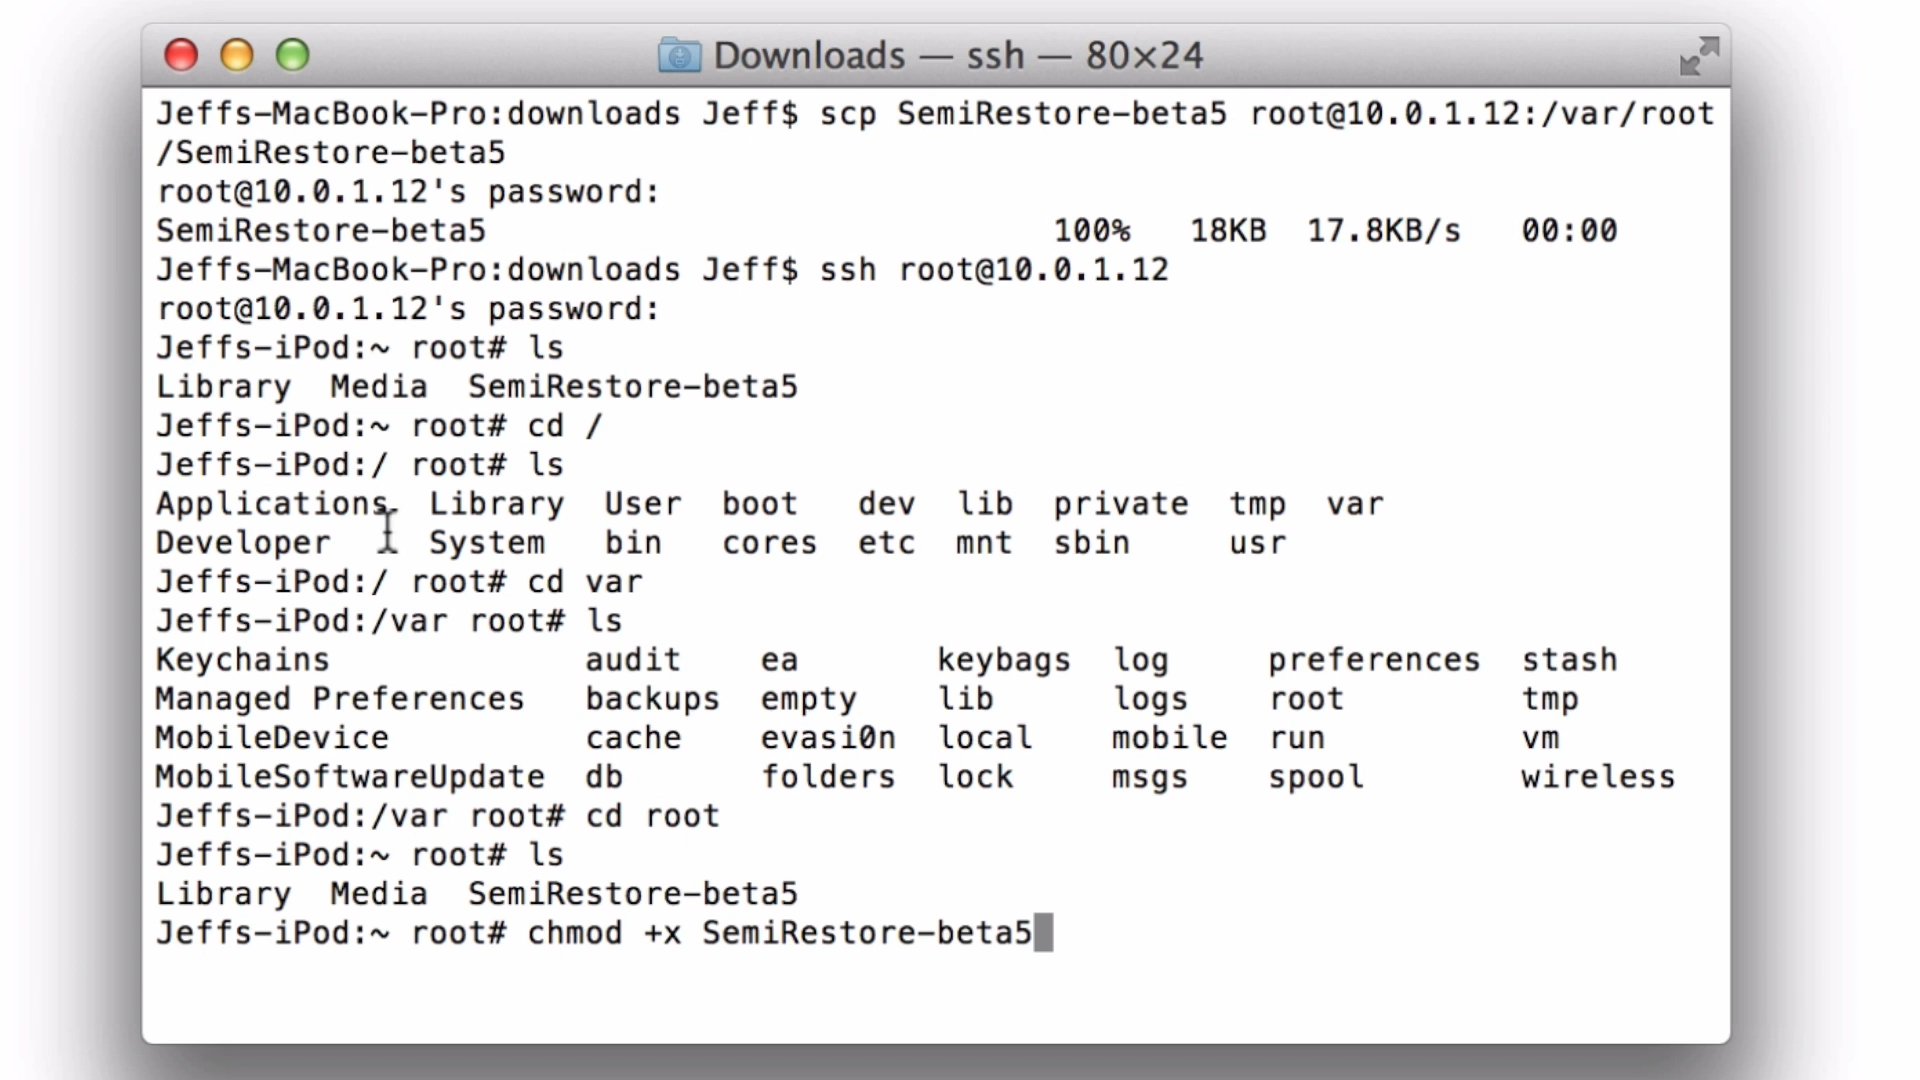 Downloads — ssh — 80×24
Jeffs-MacBook-Pro:downloads Jeff$ scp SemiRestore-beta5 root@10.0.1.12:/var/root
/SemiRestore-beta5
root@10.0.1.12's password:
SemiRestore-beta5 100% 18KB 17.8KB/s 00:00
Jeffs-MacBook-Pro:downloads Jeff$ ssh root@10.0.1.12
root@10.0.1.12's password:
Jeffs-iPod:~ root# ls
Library Media SemiRestore-beta5
Jeffs-iPod:~ root# cd /
Jeffs-iPod:/ root# ls
Applications Library User boot dev lib private tmp var
Developer System bin cores etc mnt sbin usr
Jeffs-iPod:/ root# cd var
Jeffs-iPod:/var root# ls
Keychains audit ea keybags log preferences stash
Managed Preferences backups empty lib logs root tmp
MobileDevice cache evasi0n local mobile run vm
MobileSoftwareUpdate db folders lock msgs spool wireless
Jeffs-iPod:/var root# cd root
Jeffs-iPod:~ root# ls
Library Media SemiRestore-beta5
Jeffs-iPod:~ root# chmod +x SemiRestore-beta5